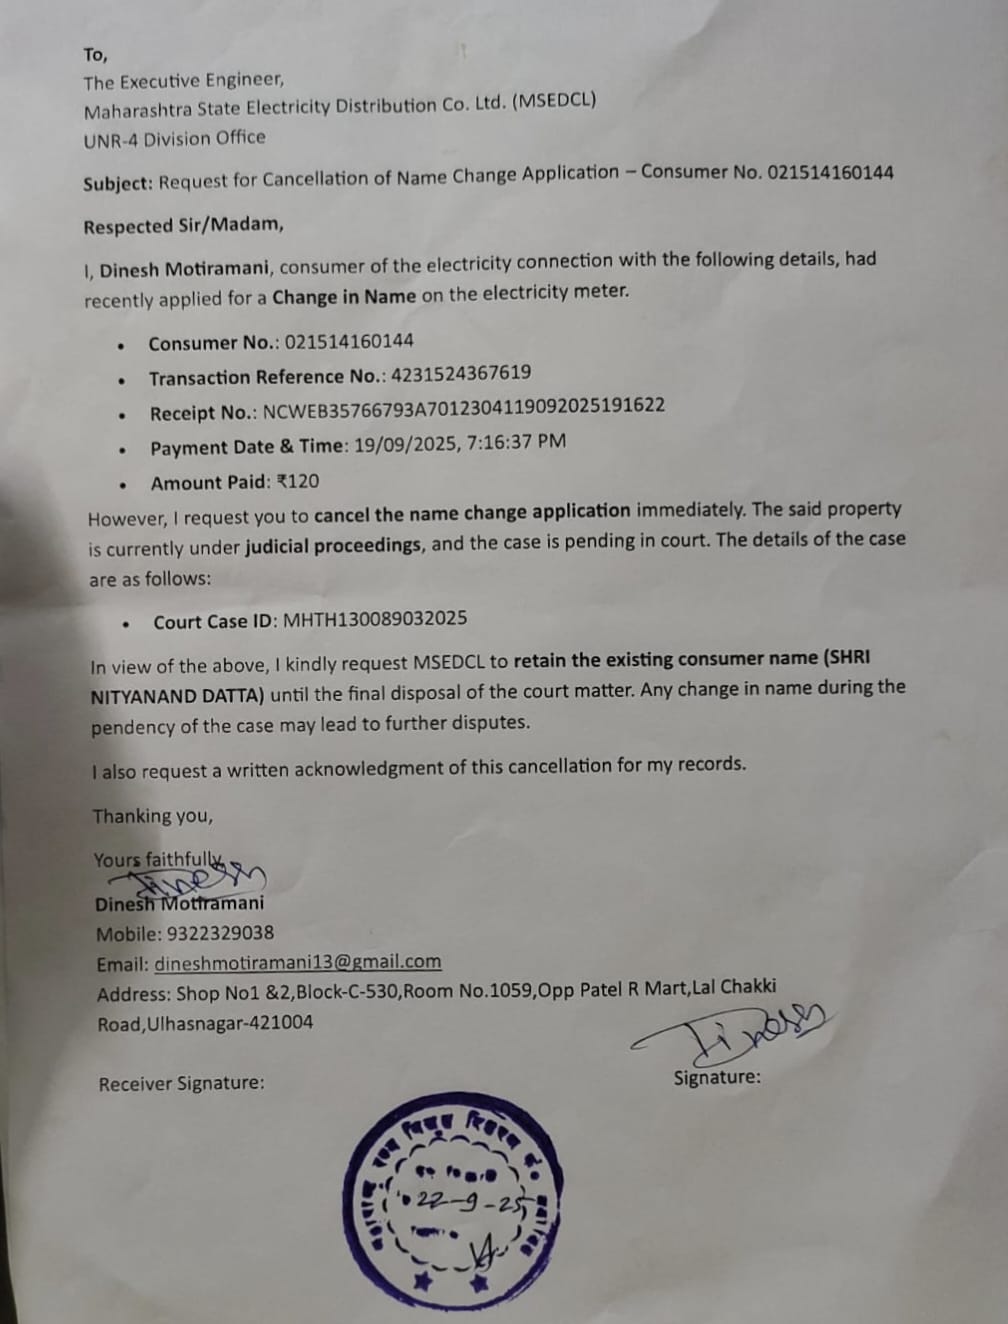 To,
The Executive Engineer,
Maharashtra State Electricity Distribution Co. Ltd. (MSEDCL)
UNR-4 Division Office
Subject: Request for Cancellation of Name Change Application – Consumer No. 021514160144
Respected Sir/Madam,
I, Dinesh Motiramani, consumer of the electricity connection with the following details, had
recently applied for a Change in Name on the electricity meter.
• Consumer No.: 021514160144
• Transaction Reference No.: 4231524367619
• Receipt No.: NCWEB35766793A7012304119092025191622
• Payment Date & Time: 19/09/2025, 7:16:37 PM
• Amount Paid: ₹120
However, I request you to cancel the name change application immediately. The said property
is currently under judicial proceedings, and the case is pending in court. The details of the case
are as follows:
• Court Case ID: MHTH130089032025
In view of the above, I kindly request MSEDCL to retain the existing consumer name (SHRI
NITYANAND DATTA) until the final disposal of the court matter. Any change in name during the
pendency of the case may lead to further disputes.
I also request a written acknowledgment of this cancellation for my records.
Thanking you,
Yours faithfully,
Dinesh
Dinesh Motiramani
Mobile: 9322329038
Email: dineshmotiramani13@gmail.com
Address: Shop No1 &2,Block-C-530,Room No.1059,Opp Patel R Mart,Lal Chakki
Road,Ulhasnagar-421004
Dinesh
Receiver Signature: Signature:
राज्य विद्युत वितरण कं.
22-9-25